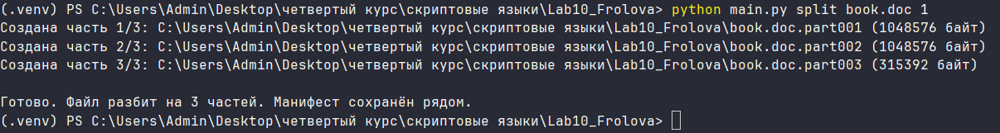 (.venv) PS C:\Users\Admin\Desktop\четвертый курс\скриптовые языки\Lab10_Frolova> python main.py split book.doc 1
Создана часть 1/3: C:\Users\Admin\Desktop\четвертый курс\скриптовые языки\Lab10_Frolova\book.doc.part001 (1048576 байт)
Создана часть 2/3: C:\Users\Admin\Desktop\четвертый курс\скриптовые языки\Lab10_Frolova\book.doc.part002 (1048576 байт)
Создана часть 3/3: C:\Users\Admin\Desktop\четвертый курс\скриптовые языки\Lab10_Frolova\book.doc.part003 (315392 байт)
Готово. Файл разбит на 3 частей. Манифест сохранён рядом.
(.venv) PS C:\Users\Admin\Desktop\четвертый курс\скриптовые языки\Lab10_Frolova>